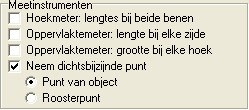 Meetinstrumenten
Hoekmeter: lengtes bij beide benen
Oppervlaktemeter: lengte bij elke zijde
Oppervlaktemeter: grootte bij elke hoek
Neem dichtsbijzijnde punt
Punt van object
Roosterpunt